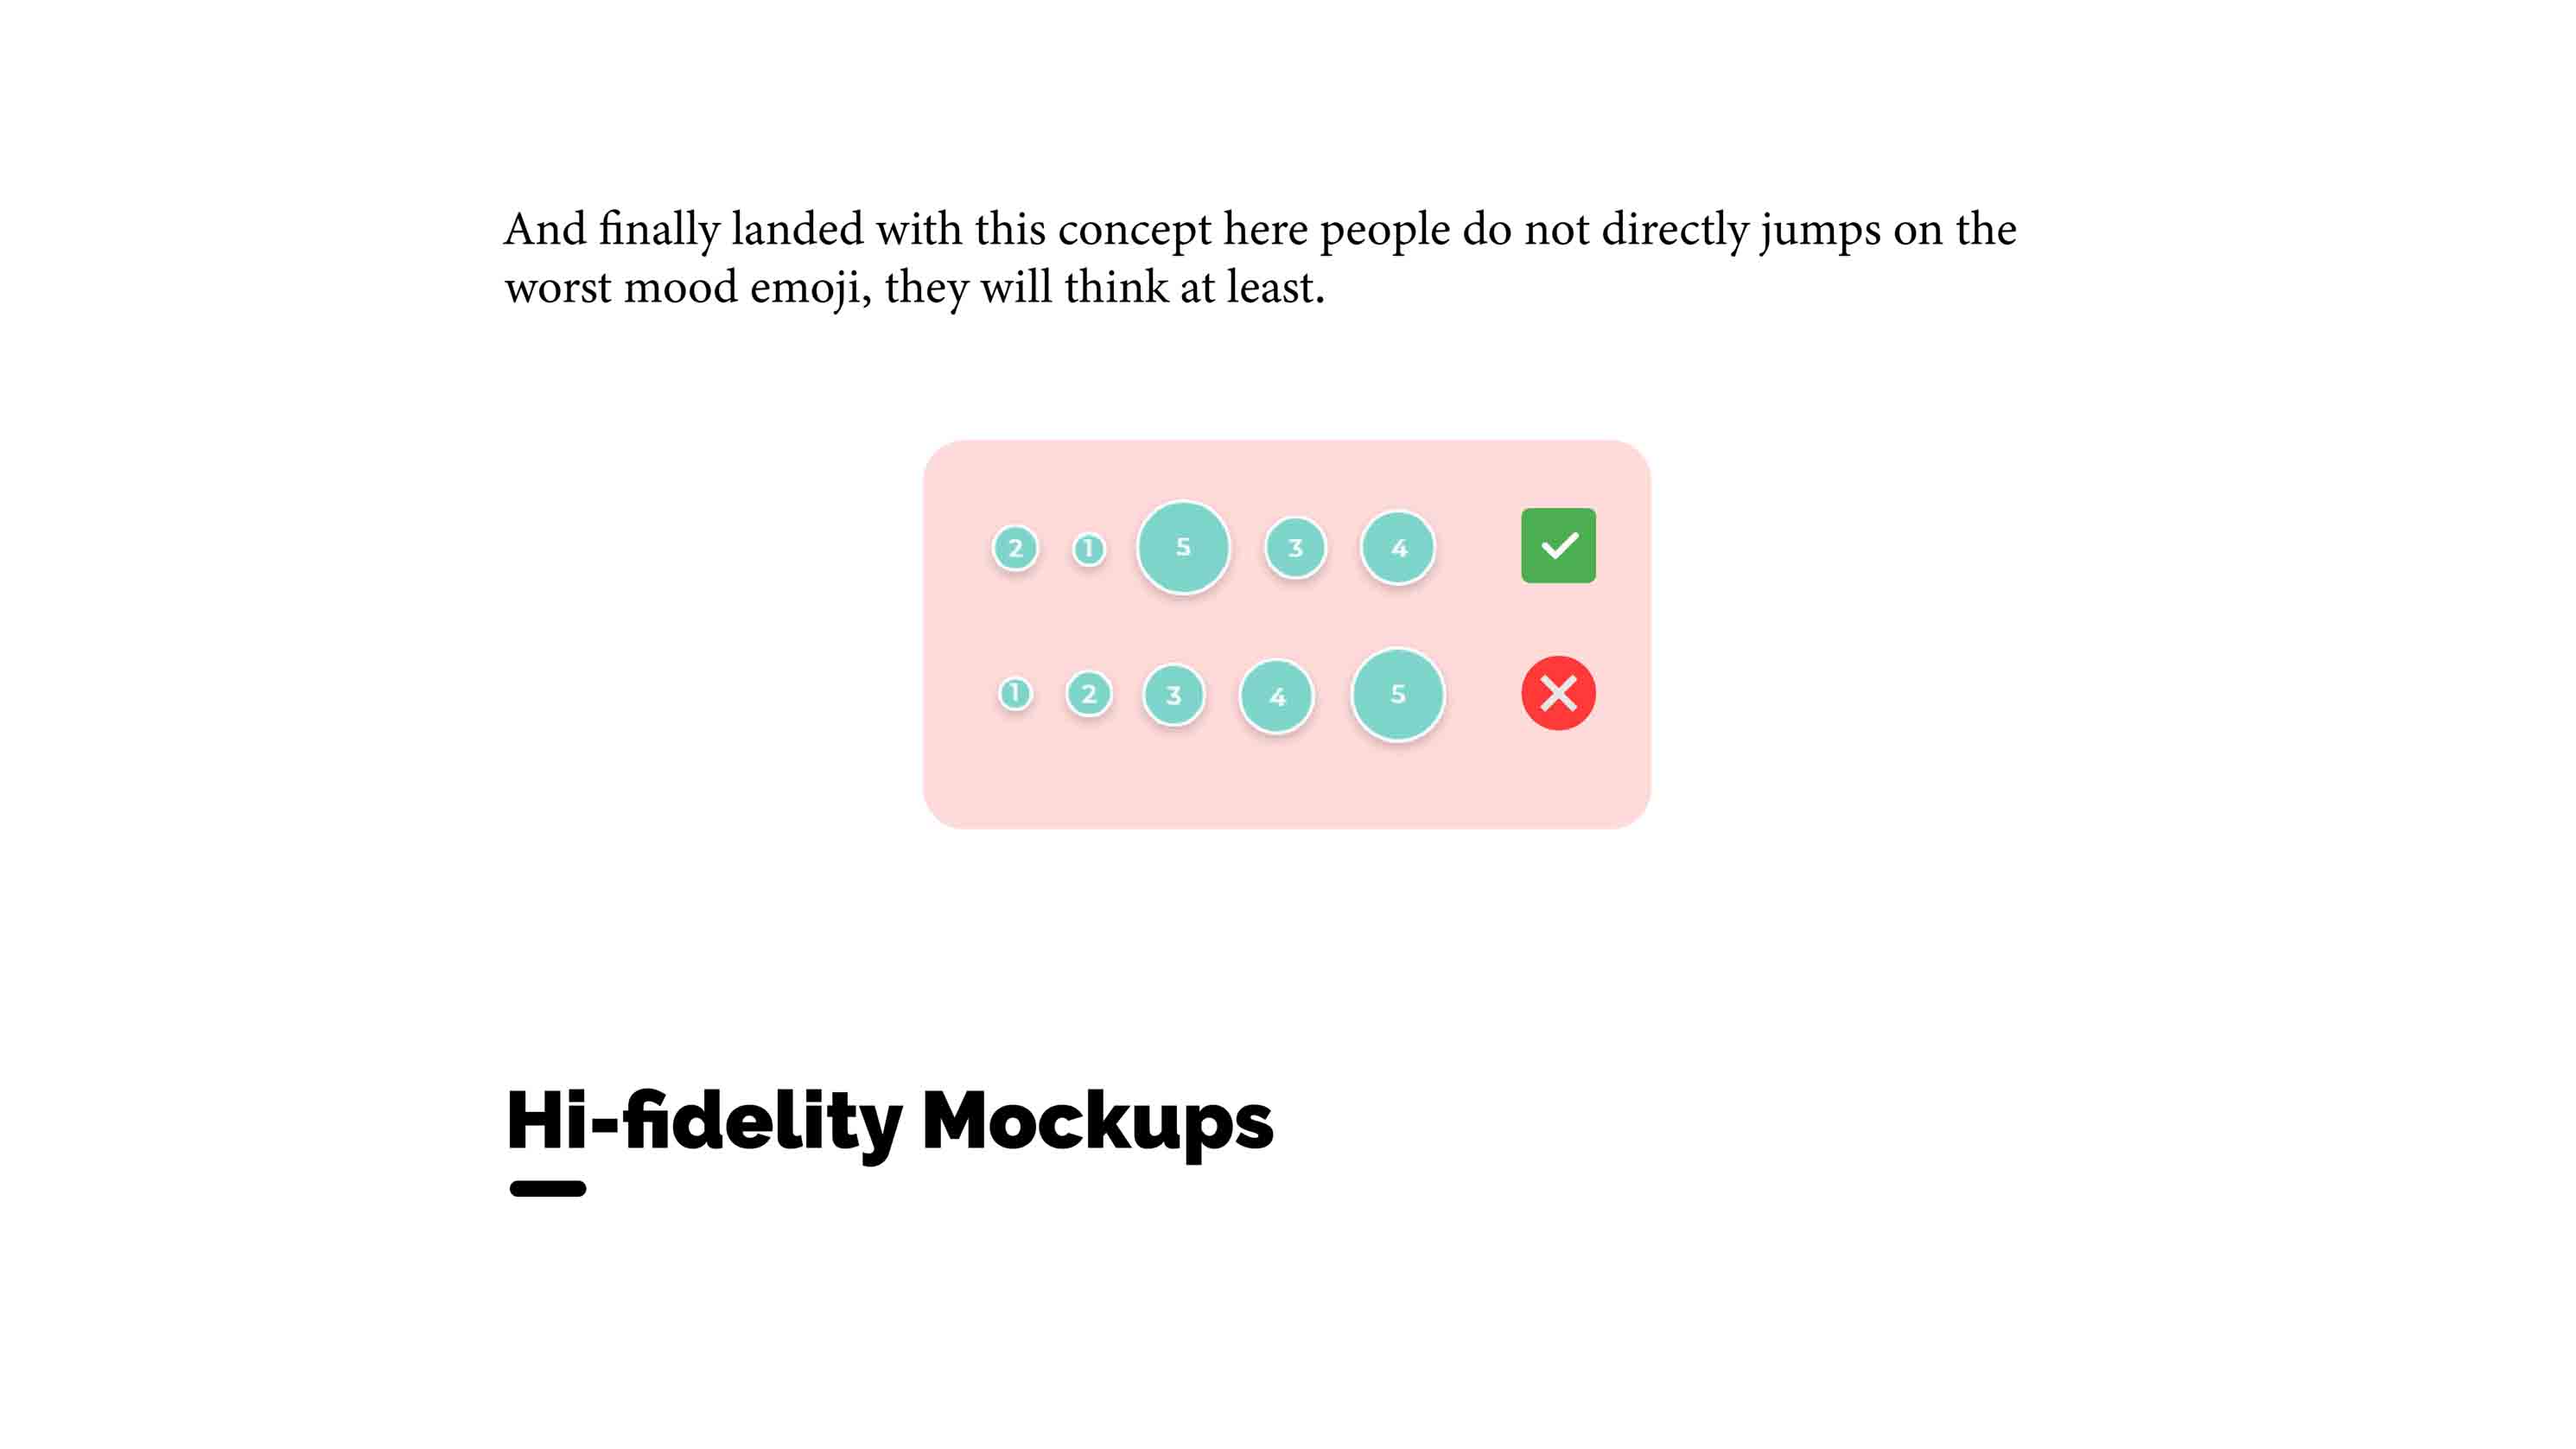 And finally landed with this concept here people do not directly jumps on the
worst mood emoji, they will think at least.
2 1 5 3 4
1 2 3 4 5
Hi-fidelity Mockups